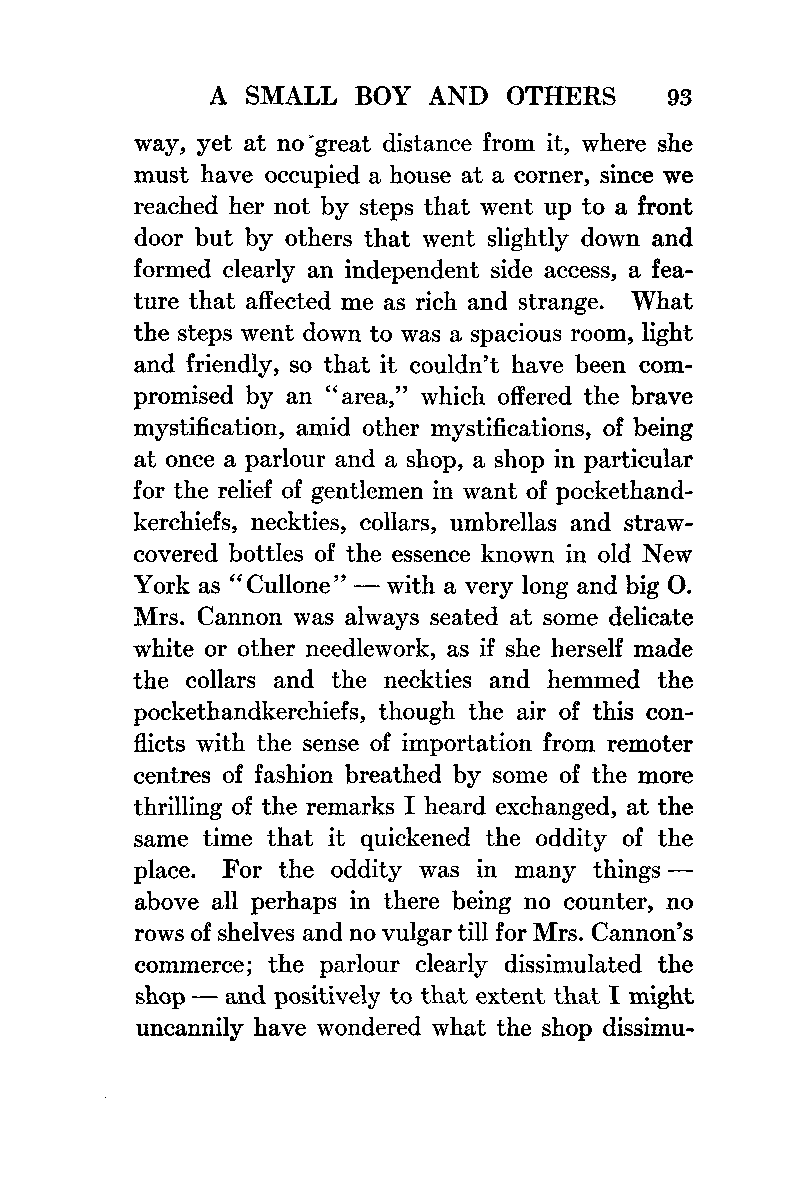 A SMALL BOY AND OTHERS 93
way, yet at no great distance from it, where she
must have occupied a house at a corner, since we
reached her not by steps that went up to a front
door but by others that went slightly down and
formed clearly an independent side access, a fea-
ture that affected me as rich and strange. What
the steps went down to was a spacious room, light
and friendly, so that it couldn't have been com-
promised by an "area," which offered the brave
mystification, amid other mystifications, of being
at once a parlour and a shop, a shop in particular
for the relief of gentlemen in want of pockethand-
kerchiefs, neckties, collars, umbrellas and straw-
covered bottles of the essence known in old New
York as "Cullone" — with a very long and big O.
Mrs. Cannon was always seated at some delicate
white or other needlework, as if she herself made
the collars and the neckties and hemmed the
pockethandkerchiefs, though the air of this con-
flicts with the sense of importation from remoter
centres of fashion breathed by some of the more
thrilling of the remarks I heard exchanged, at the
same time that it quickened the oddity of the
place. For the oddity was in many things —
above all perhaps in there being no counter, no
rows of shelves and no vulgar till for Mrs. Cannon's
commerce; the parlour clearly dissimulated the
shop — and positively to that extent that I might
uncannily have wondered what the shop dissimu-